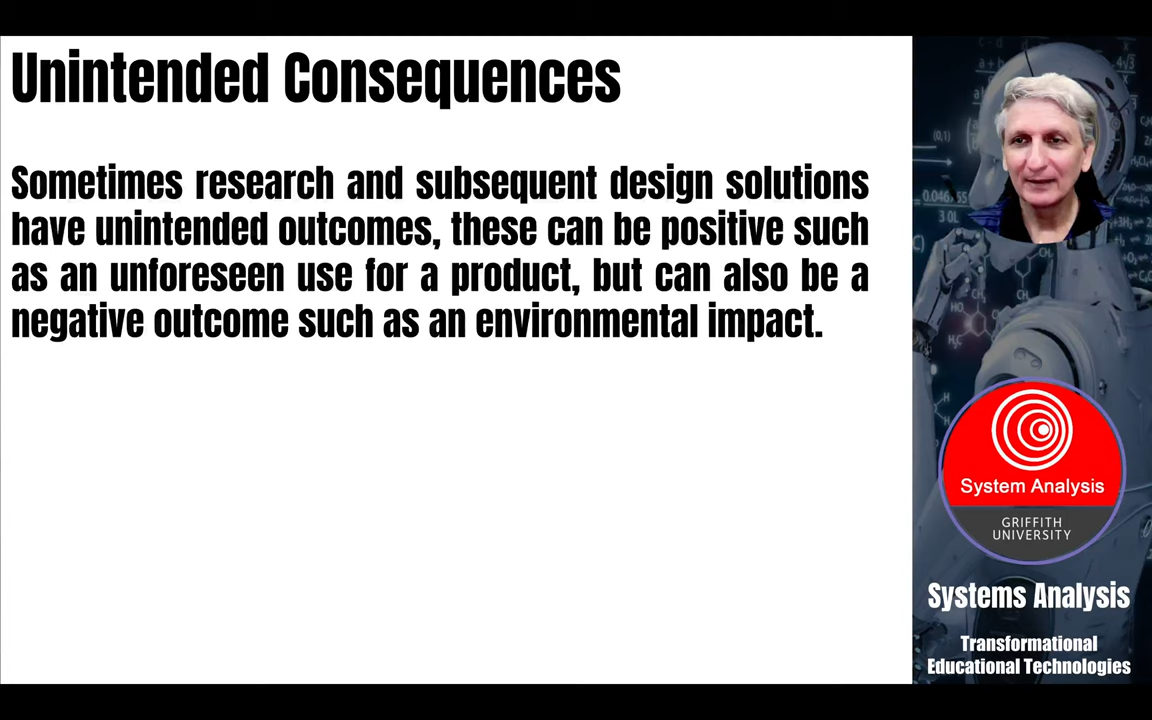 Unintended Consequences
Sometimes research and subsequent design solutions
have unintended outcomes, these can be positive such
as an unforeseen use for a product, but can also be a
negative outcome such as an environmental impact.
System Analysis
GRIFFITH
UNIVERSITY
Systems Analysis
Transformational
Educational Technologies